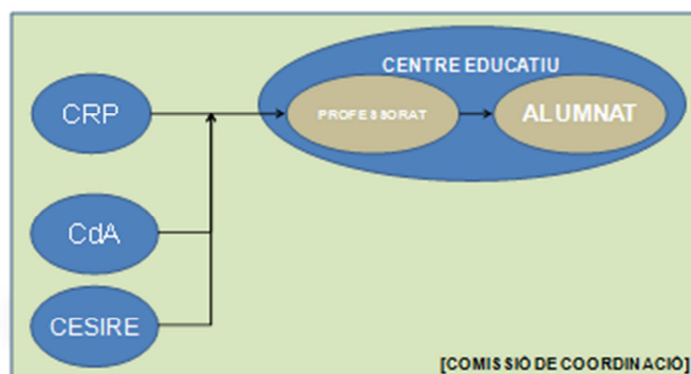 CENTRE EDUCATIU
CRP
PROFESSORAT
ALUMNAT
CdA
CESIRE
[COMISSIÓ DE COORDINACIÓ]